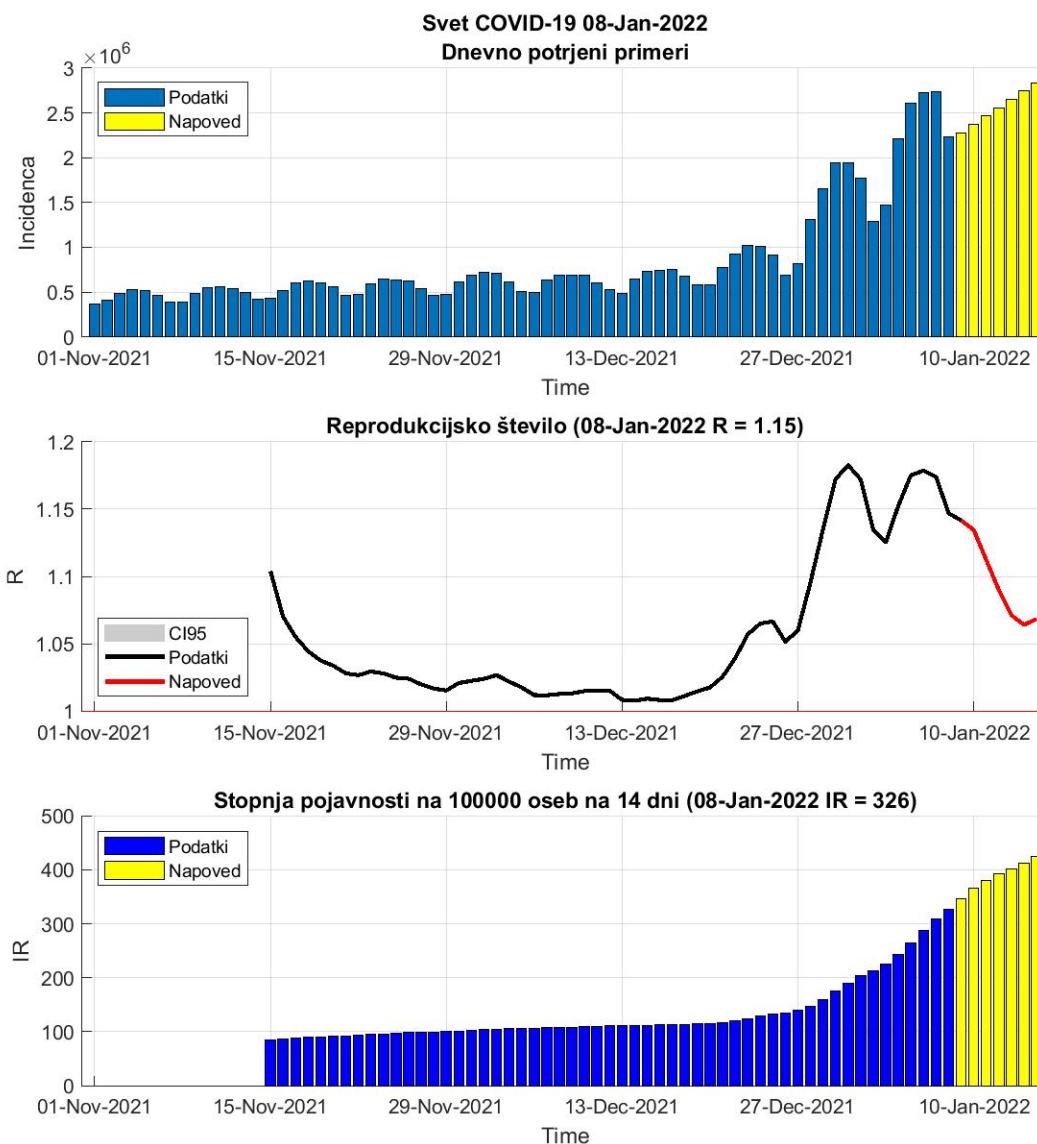 Svet COVID-19 08-Jan-2022
Dnevno potrjeni primeri
×10⁶
3
2.5
2
1.5
1
0.5
0
Incidenca
Podatki
Napoved
01-Nov-2021 15-Nov-2021 29-Nov-2021 13-Dec-2021 27-Dec-2021 10-Jan-2022
Time
Reprodukcijsko število (08-Jan-2022 R = 1.15)
1.2
1.15
1.1
1.05
1
R
CI95
Podatki
Napoved
01-Nov-2021 15-Nov-2021 29-Nov-2021 13-Dec-2021 27-Dec-2021 10-Jan-2022
Time
Stopnja pojavnosti na 100000 oseb na 14 dni (08-Jan-2022 IR = 326)
500
400
300
200
100
0
IR
Podatki
Napoved
01-Nov-2021 15-Nov-2021 29-Nov-2021 13-Dec-2021 27-Dec-2021 10-Jan-2022
Time